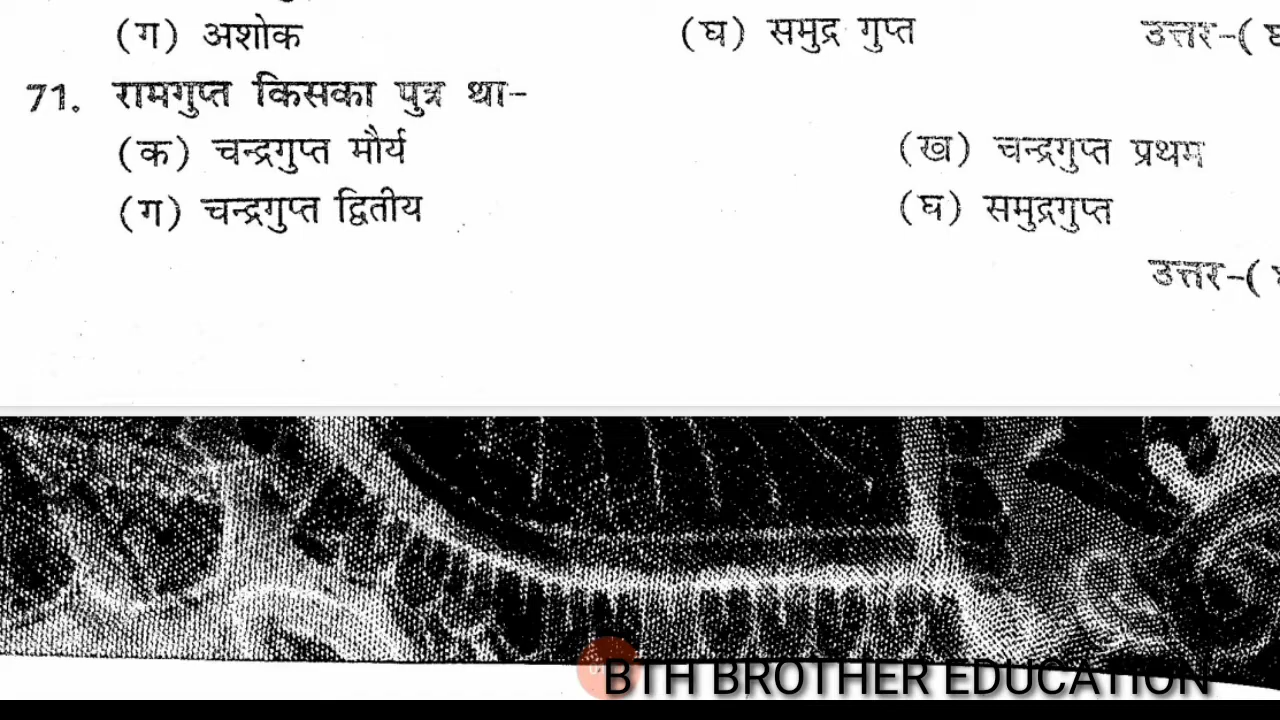 (ग) अशोक (घ) समुद्र गुप्त उत्तर-(
71. रामगुप्त किसका पुत्र था-
(क) चन्द्रगुप्त मौर्य (ख) चन्द्रगुप्त प्रथम
(ग) चन्द्रगुप्त द्वितीय (घ) समुद्रगुप्त
उत्तर-(
BTH BROTHER EDUCATION